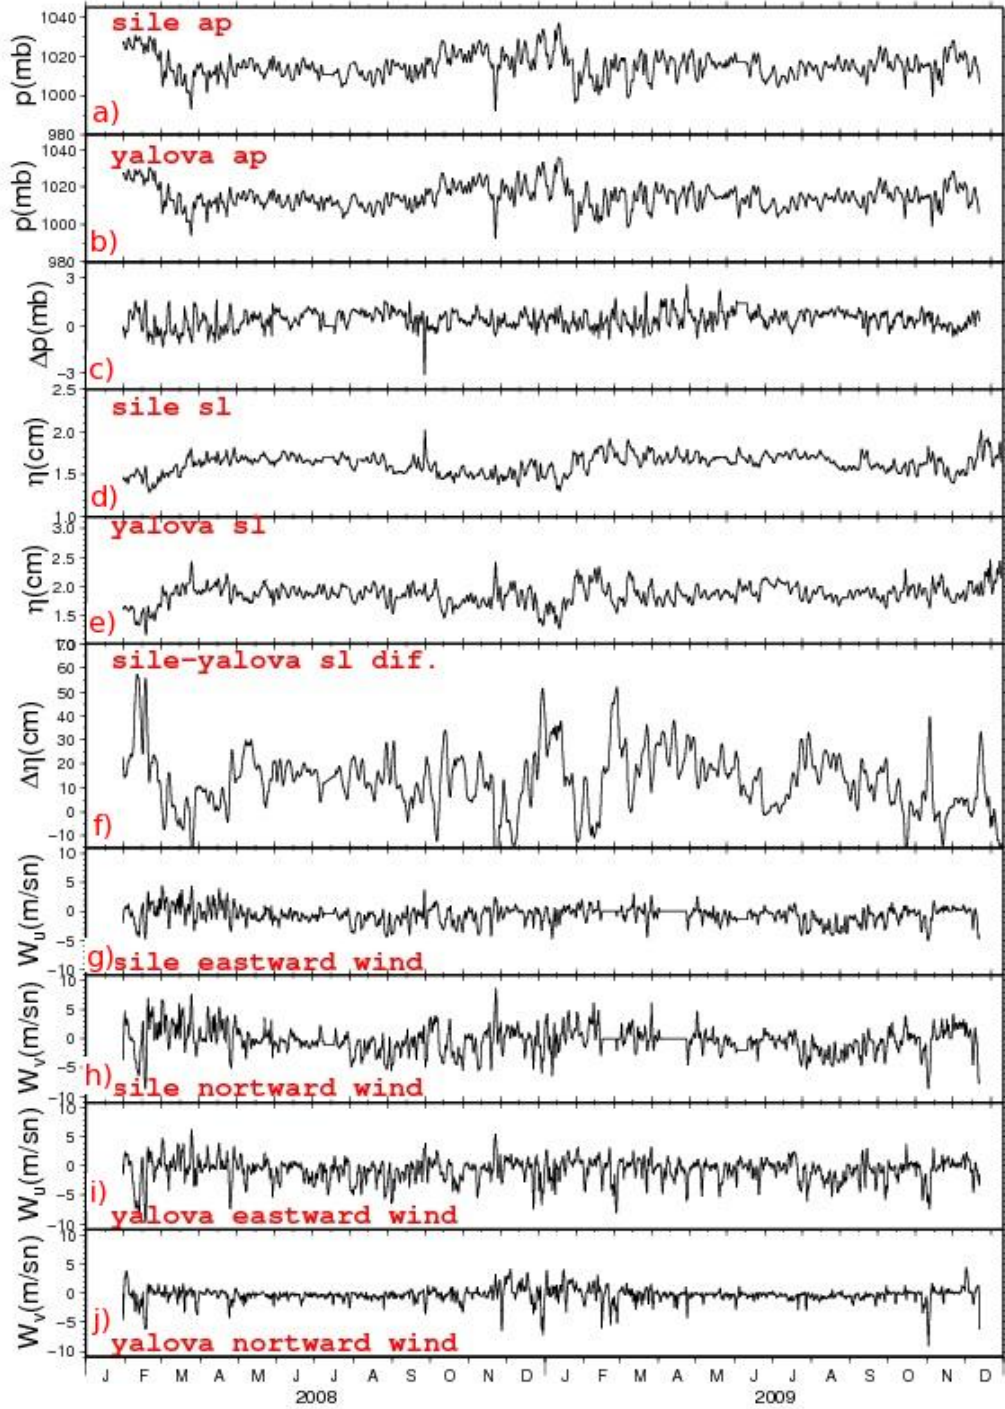 1040
sile ap
1020
p(mb)
1000
a)
980
1040
yalova ap
1020
p(mb)
1000
b)
980
3
Δp(mb)
0
c)
−3
2.5
sile sl
2.0
η(cm)
1.5
d)
1.0
3.0
yalova sl
2.5
η(cm)
2.0
1.5
e)
70
sile-yalova sl dif.
60
50
40
Δη(cm)
30
20
10
0
f)
−10
10
5
Wu(m/sn)
0
−5
g)
sile eastward wind
−10
10
5
Wv(m/sn)
0
−5
h)
sile nortward wind
−10
10
5
Wu(m/sn)
0
−5
i)
yalova eastward wind
−10
10
5
Wv(m/sn)
0
−5
j)
yalova nortward wind
−10
J F M A M J J A S O N D J F M A M J J A S O N D
2008 2009